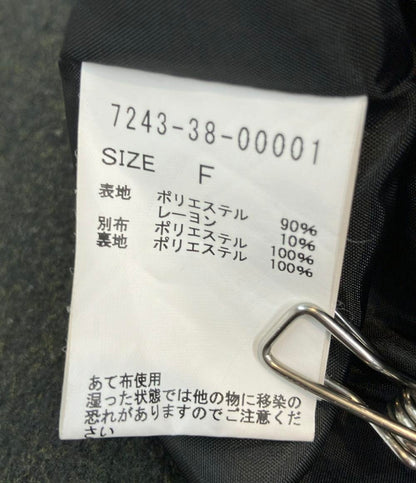 7243-38-00001
SIZE F
表地 ポリエステル 90%
レーヨン 10%
別布 ポリエステル 100%
裏地 ポリエステル 100%
あて布使用
湿った状態では他の物に移染の
恐れがありますのでご注意くだ
さい